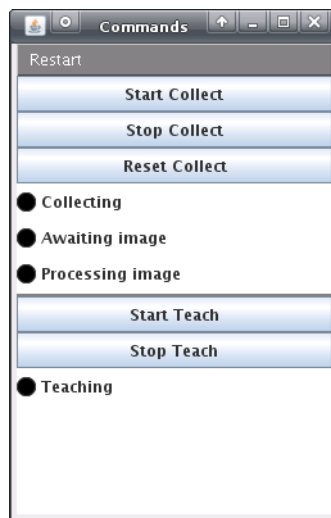 Commands
Restart
Start Collect
Stop Collect
Reset Collect
Collecting
Awaiting image
Processing image
Start Teach
Stop Teach
Teaching